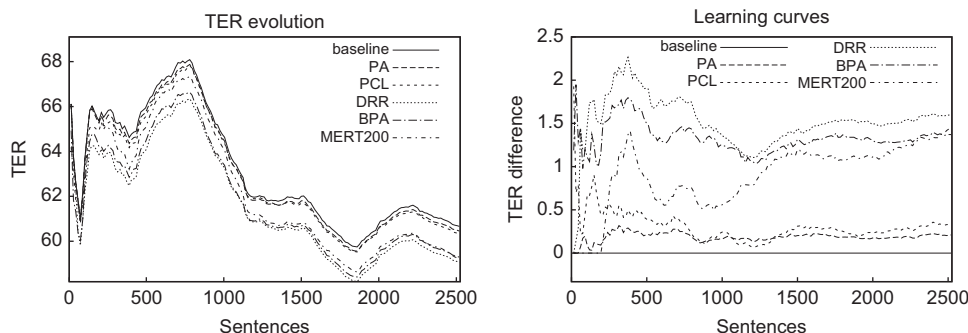 TER evolution
TER
68
66
64
62
60
baseline
PA
PCL
DRR
BPA
MERT200
0
500
1000
1500
2000
2500
Sentences
Learning curves
TER difference
2.5
2
1.5
1
0.5
0
baseline
PA
PCL
DRR
BPA
MERT200
0
500
1000
1500
2000
2500
Sentences